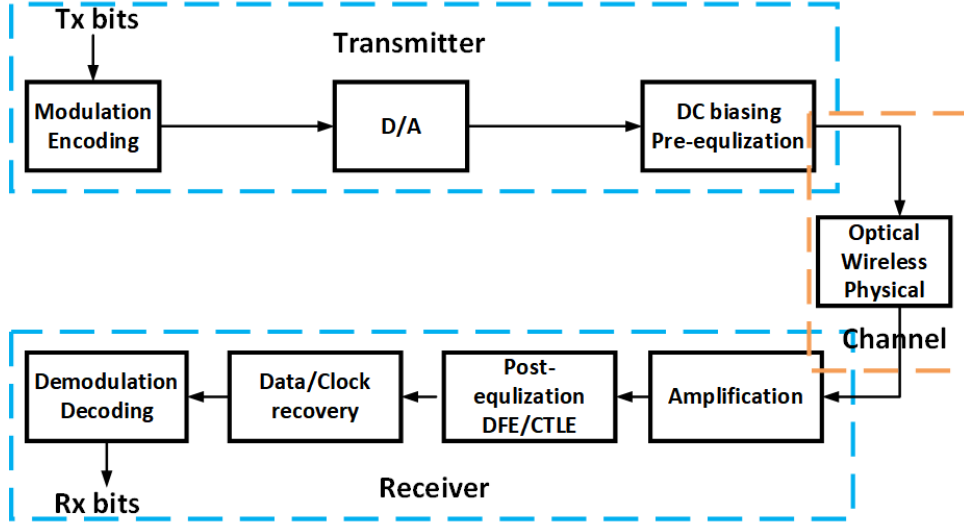 Tx bits
Transmitter
Modulation
Encoding
D/A
DC biasing
Pre-equlization
Optical
Wireless
Physical
Channel
Amplification
Post-
equlization
DFE/CTLE
Data/Clock
recovery
Demodulation
Decoding
Rx bits
Receiver